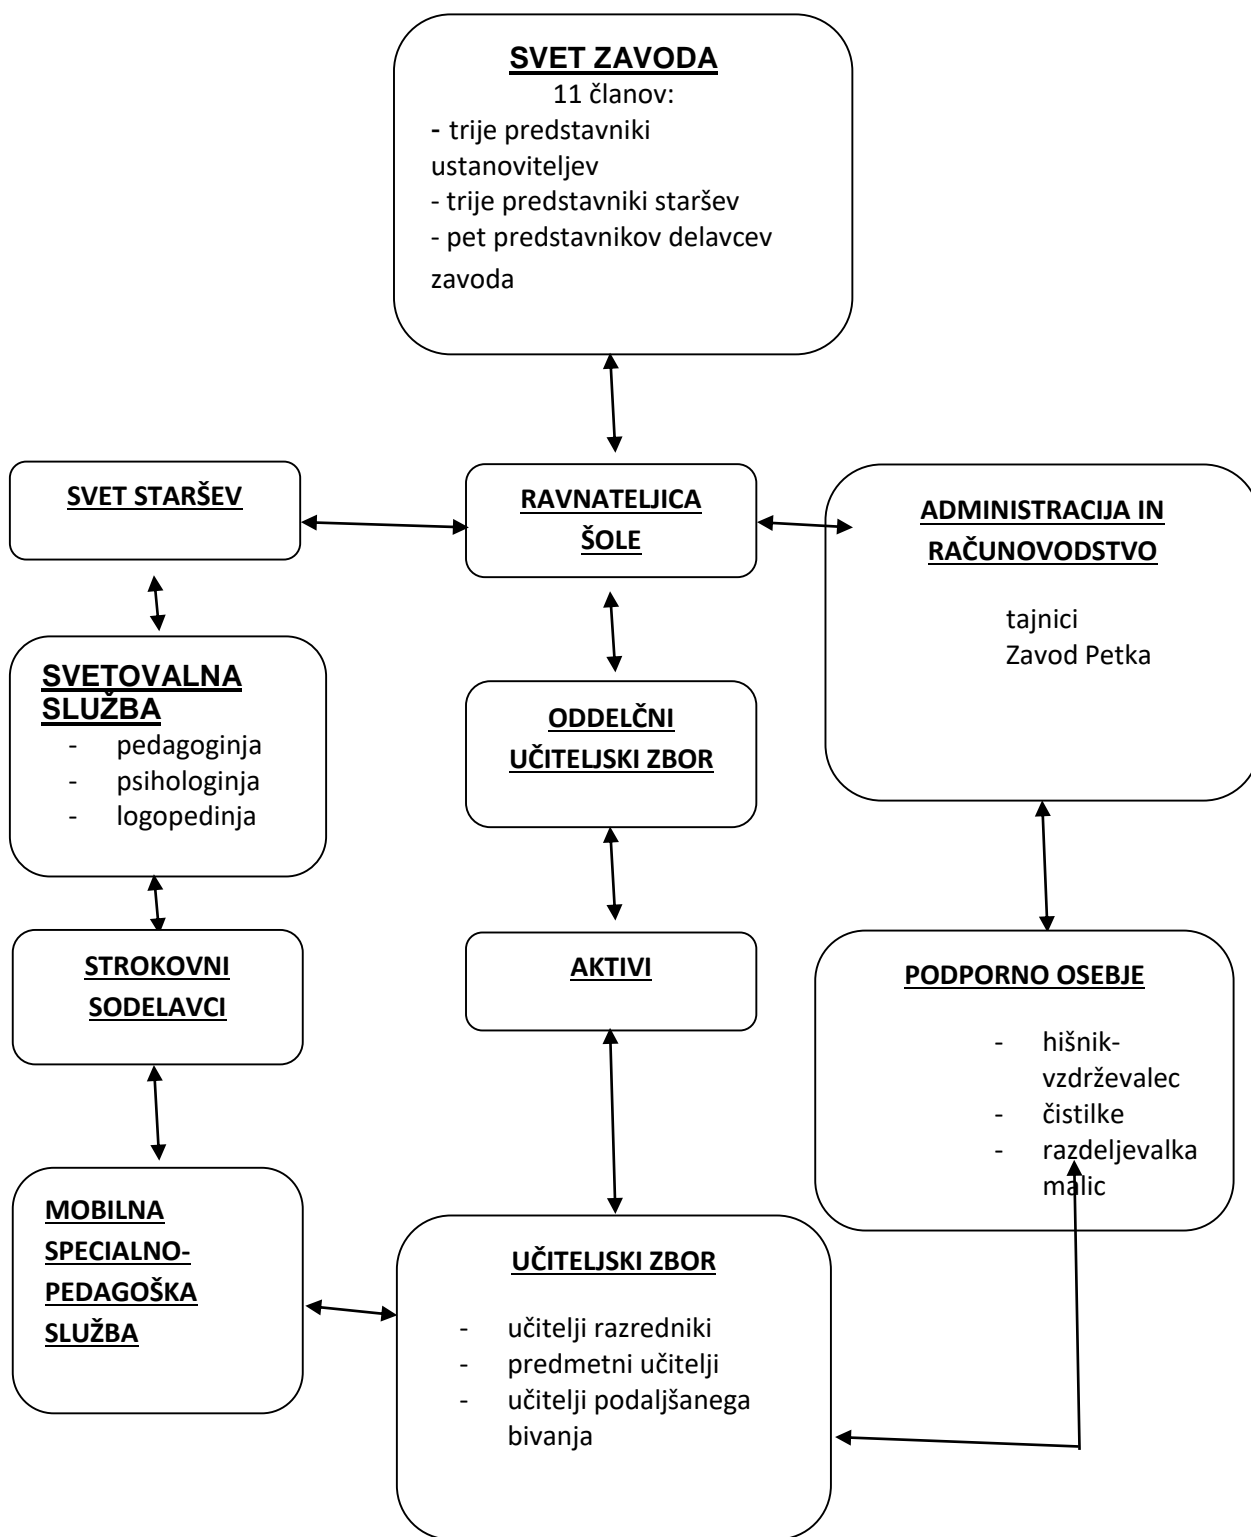 SVET ZAVODA
11 članov:
- trije predstavniki
ustanoviteljev
- trije predstavniki staršev
- pet predstavnikov delavcev
zavoda
SVET STARŠEV
RAVNATELJICA
ŠOLE
ADMINISTRACIJA IN
RAČUNOVODSTVO
tajnici
Zavod Petka
SVETOVALNA
SLUŽBA
- pedagoginja
- psihologinja
- logopedinja
ODDELČNI
UČITELJSKI ZBOR
STROKOVNI
SODELAVCI
AKTIVI
PODPORNO OSEBJE
- hišnik-
vzdrževalec
- čistilke
- razdeljevalka
malic
MOBILNA
SPECIALNO-
PEDAGOŠKA
SLUŽBA
UČITELJSKI ZBOR
- učitelji razredniki
- predmetni učitelji
- učitelji podaljšanega
bivanja